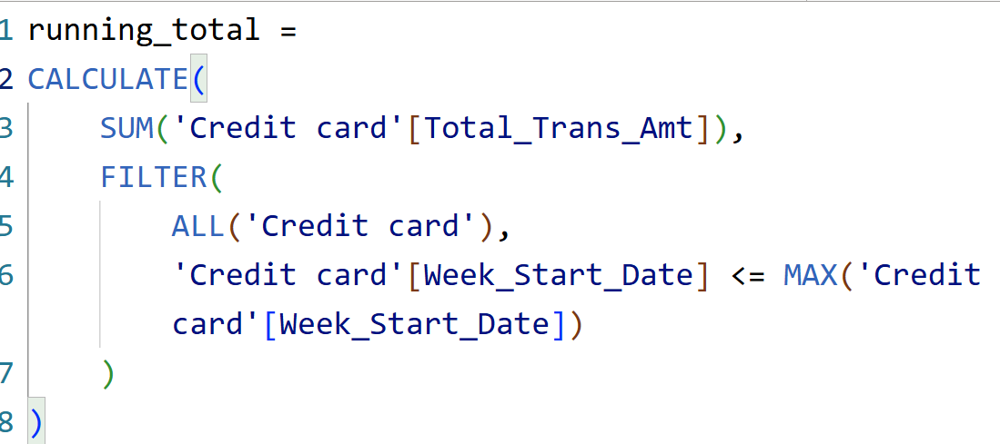 1 running_total =
2 CALCULATE(
3 SUM('Credit card'[Total_Trans_Amt]),
4 FILTER(
5 ALL('Credit card'),
6 'Credit card'[Week_Start_Date] <= MAX('Credit
card'[Week_Start_Date])
7 )
8 )